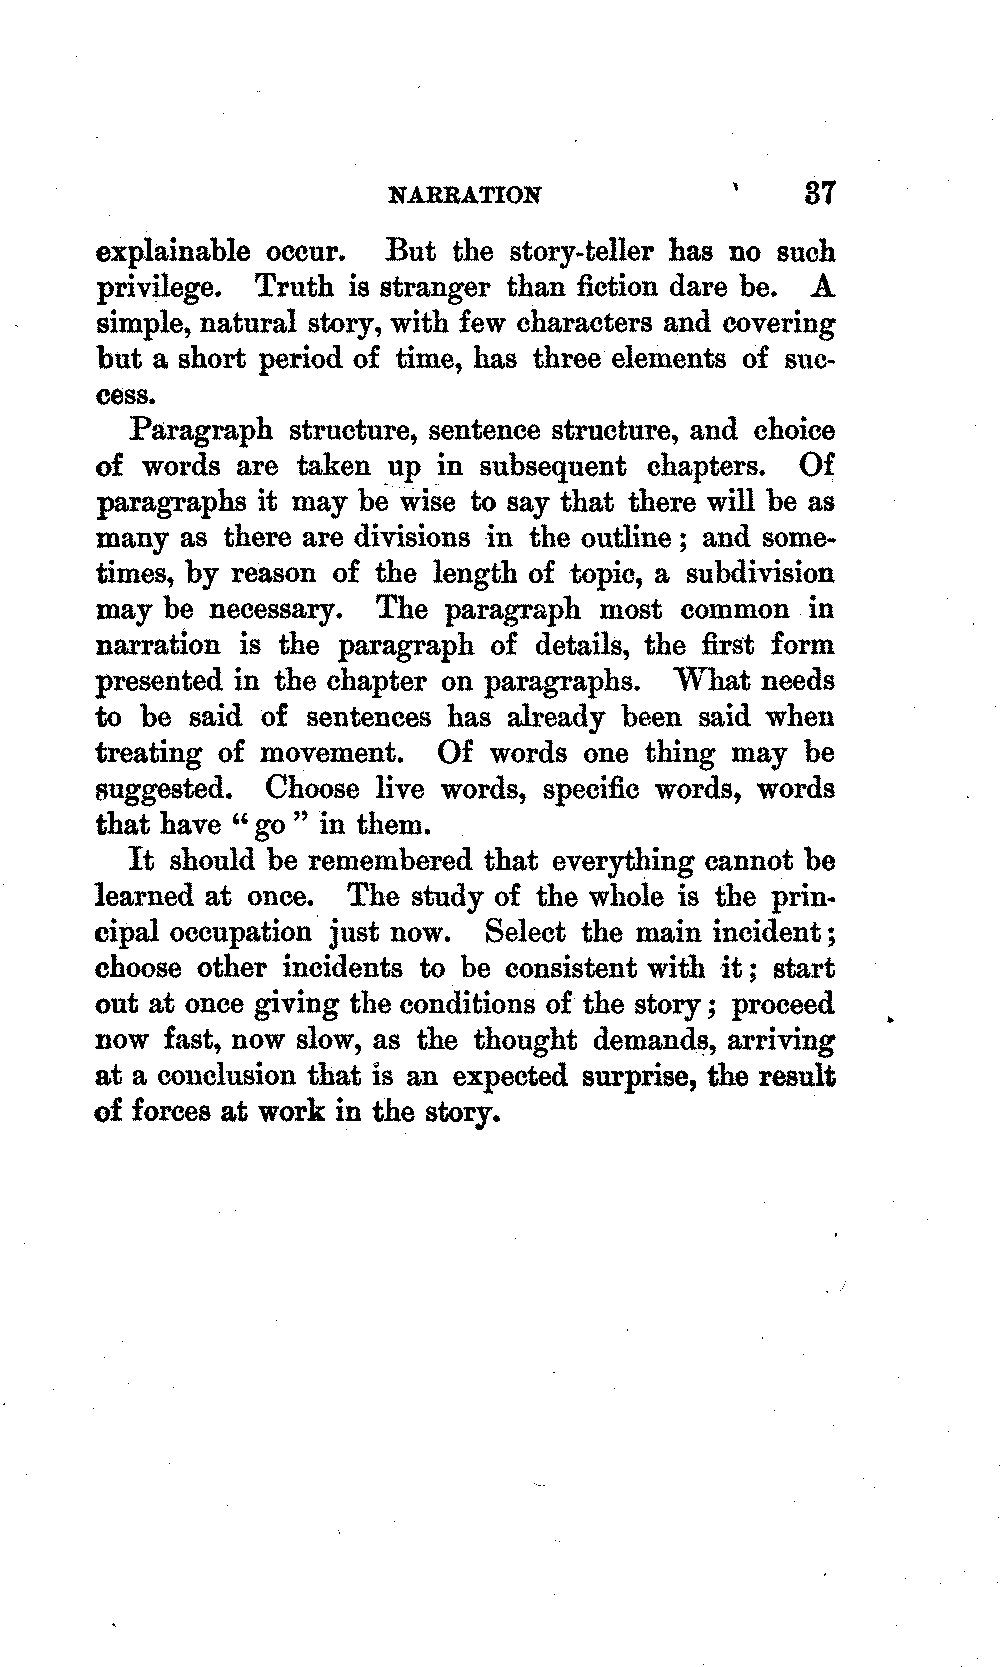 NARRATION 37
explainable occur. But the story-teller has no such
privilege. Truth is stranger than fiction dare be. A
simple, natural story, with few characters and covering
but a short period of time, has three elements of suc-
cess.
Paragraph structure, sentence structure, and choice
of words are taken up in subsequent chapters. Of
paragraphs it may be wise to say that there will be as
many as there are divisions in the outline; and some-
times, by reason of the length of topic, a subdivision
may be necessary. The paragraph most common in
narration is the paragraph of details, the first form
presented in the chapter on paragraphs. What needs
to be said of sentences has already been said when
treating of movement. Of words one thing may be
suggested. Choose live words, specific words, words
that have "go" in them.
It should be remembered that everything cannot be
learned at once. The study of the whole is the prin-
cipal occupation just now. Select the main incident;
choose other incidents to be consistent with it; start
out at once giving the conditions of the story; proceed
now fast, now slow, as the thought demands, arriving
at a conclusion that is an expected surprise, the result
of forces at work in the story.